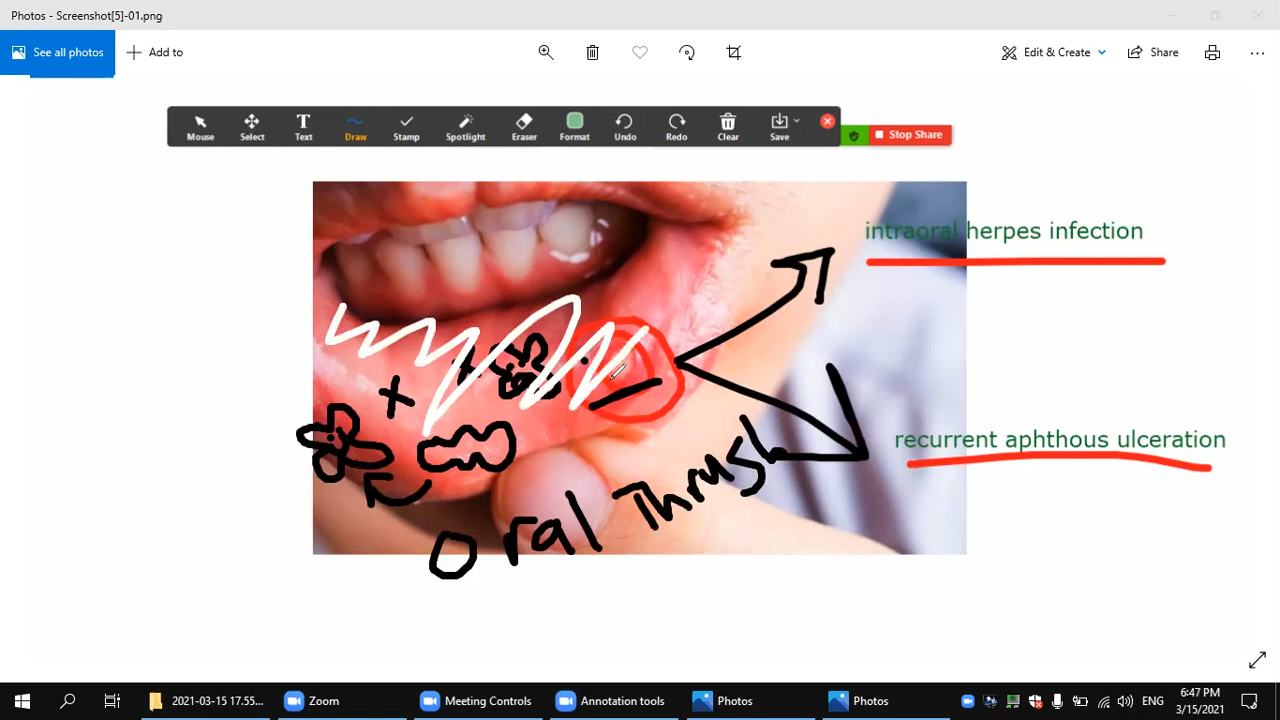 Photos - Screenshot[5]-01.png
See all photos
Add to
Edit & Create
Share
Mouse
Select
Text
Draw
Stamp
Spotlight
Eraser
Format
Undo
Redo
Clear
Save
Stop Share
intraoral herpes infection
recurrent aphthous ulceration
Oral Thrush
2021-03-15 17.55...
Zoom
Meeting Controls
Annotation tools
Photos
Photos
ENG
6:47 PM
3/15/2021